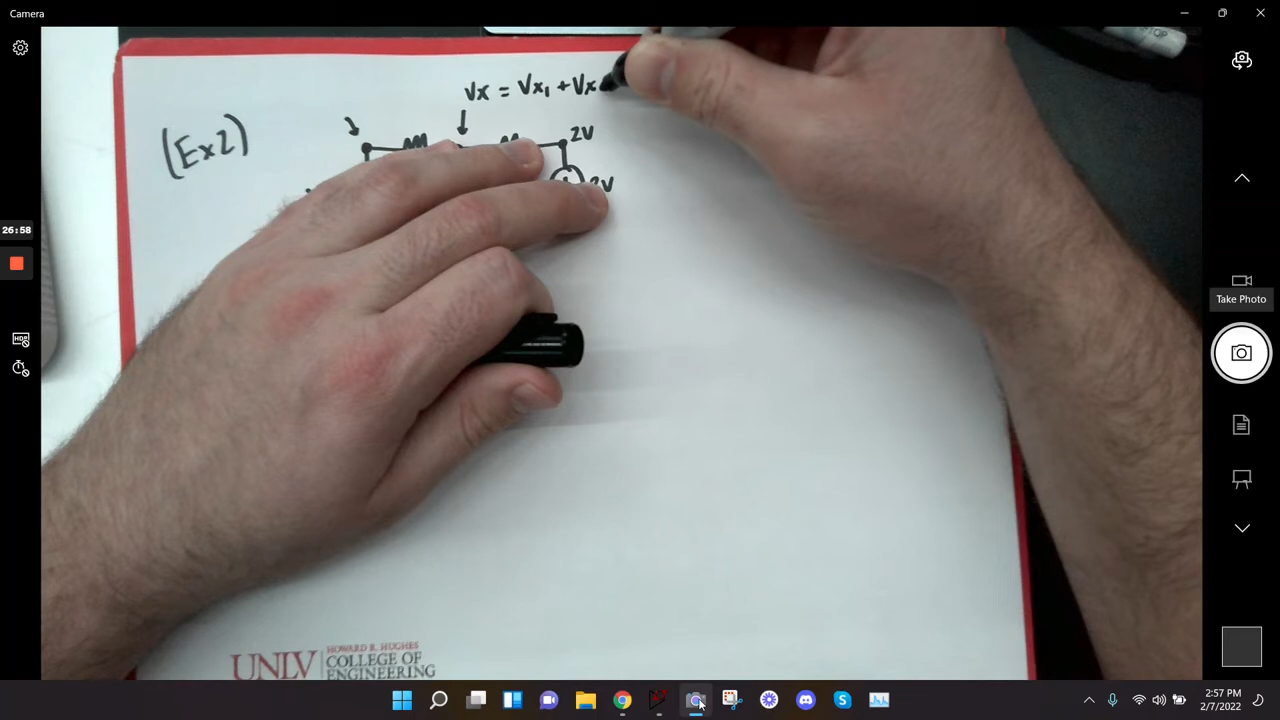 Camera
Vx = Vx1 + Vx
(Ex2)
2V
2V
26:58
Take Photo
HOWARD R. HUGHES
UNLV COLLEGE OF
ENGINEERING
2:57 PM
2/7/2022